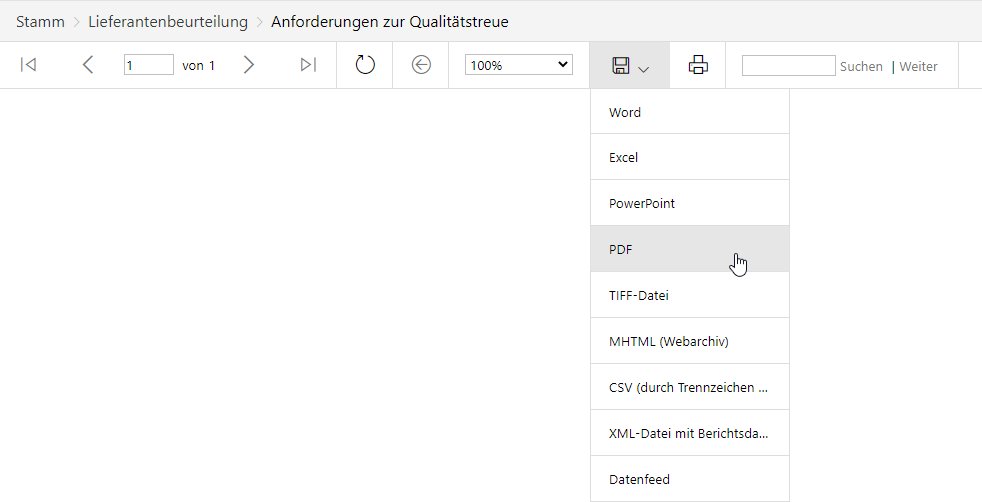 Stamm > Lieferantenbeurteilung > Anforderungen zur Qualitätstreue
1 von 1 100% Suchen | Weiter
Word
Excel
PowerPoint
PDF
TIFF-Datei
MHTML (Webarchiv)
CSV (durch Trennzeichen ...
XML-Datei mit Berichtsda...
Datenfeed